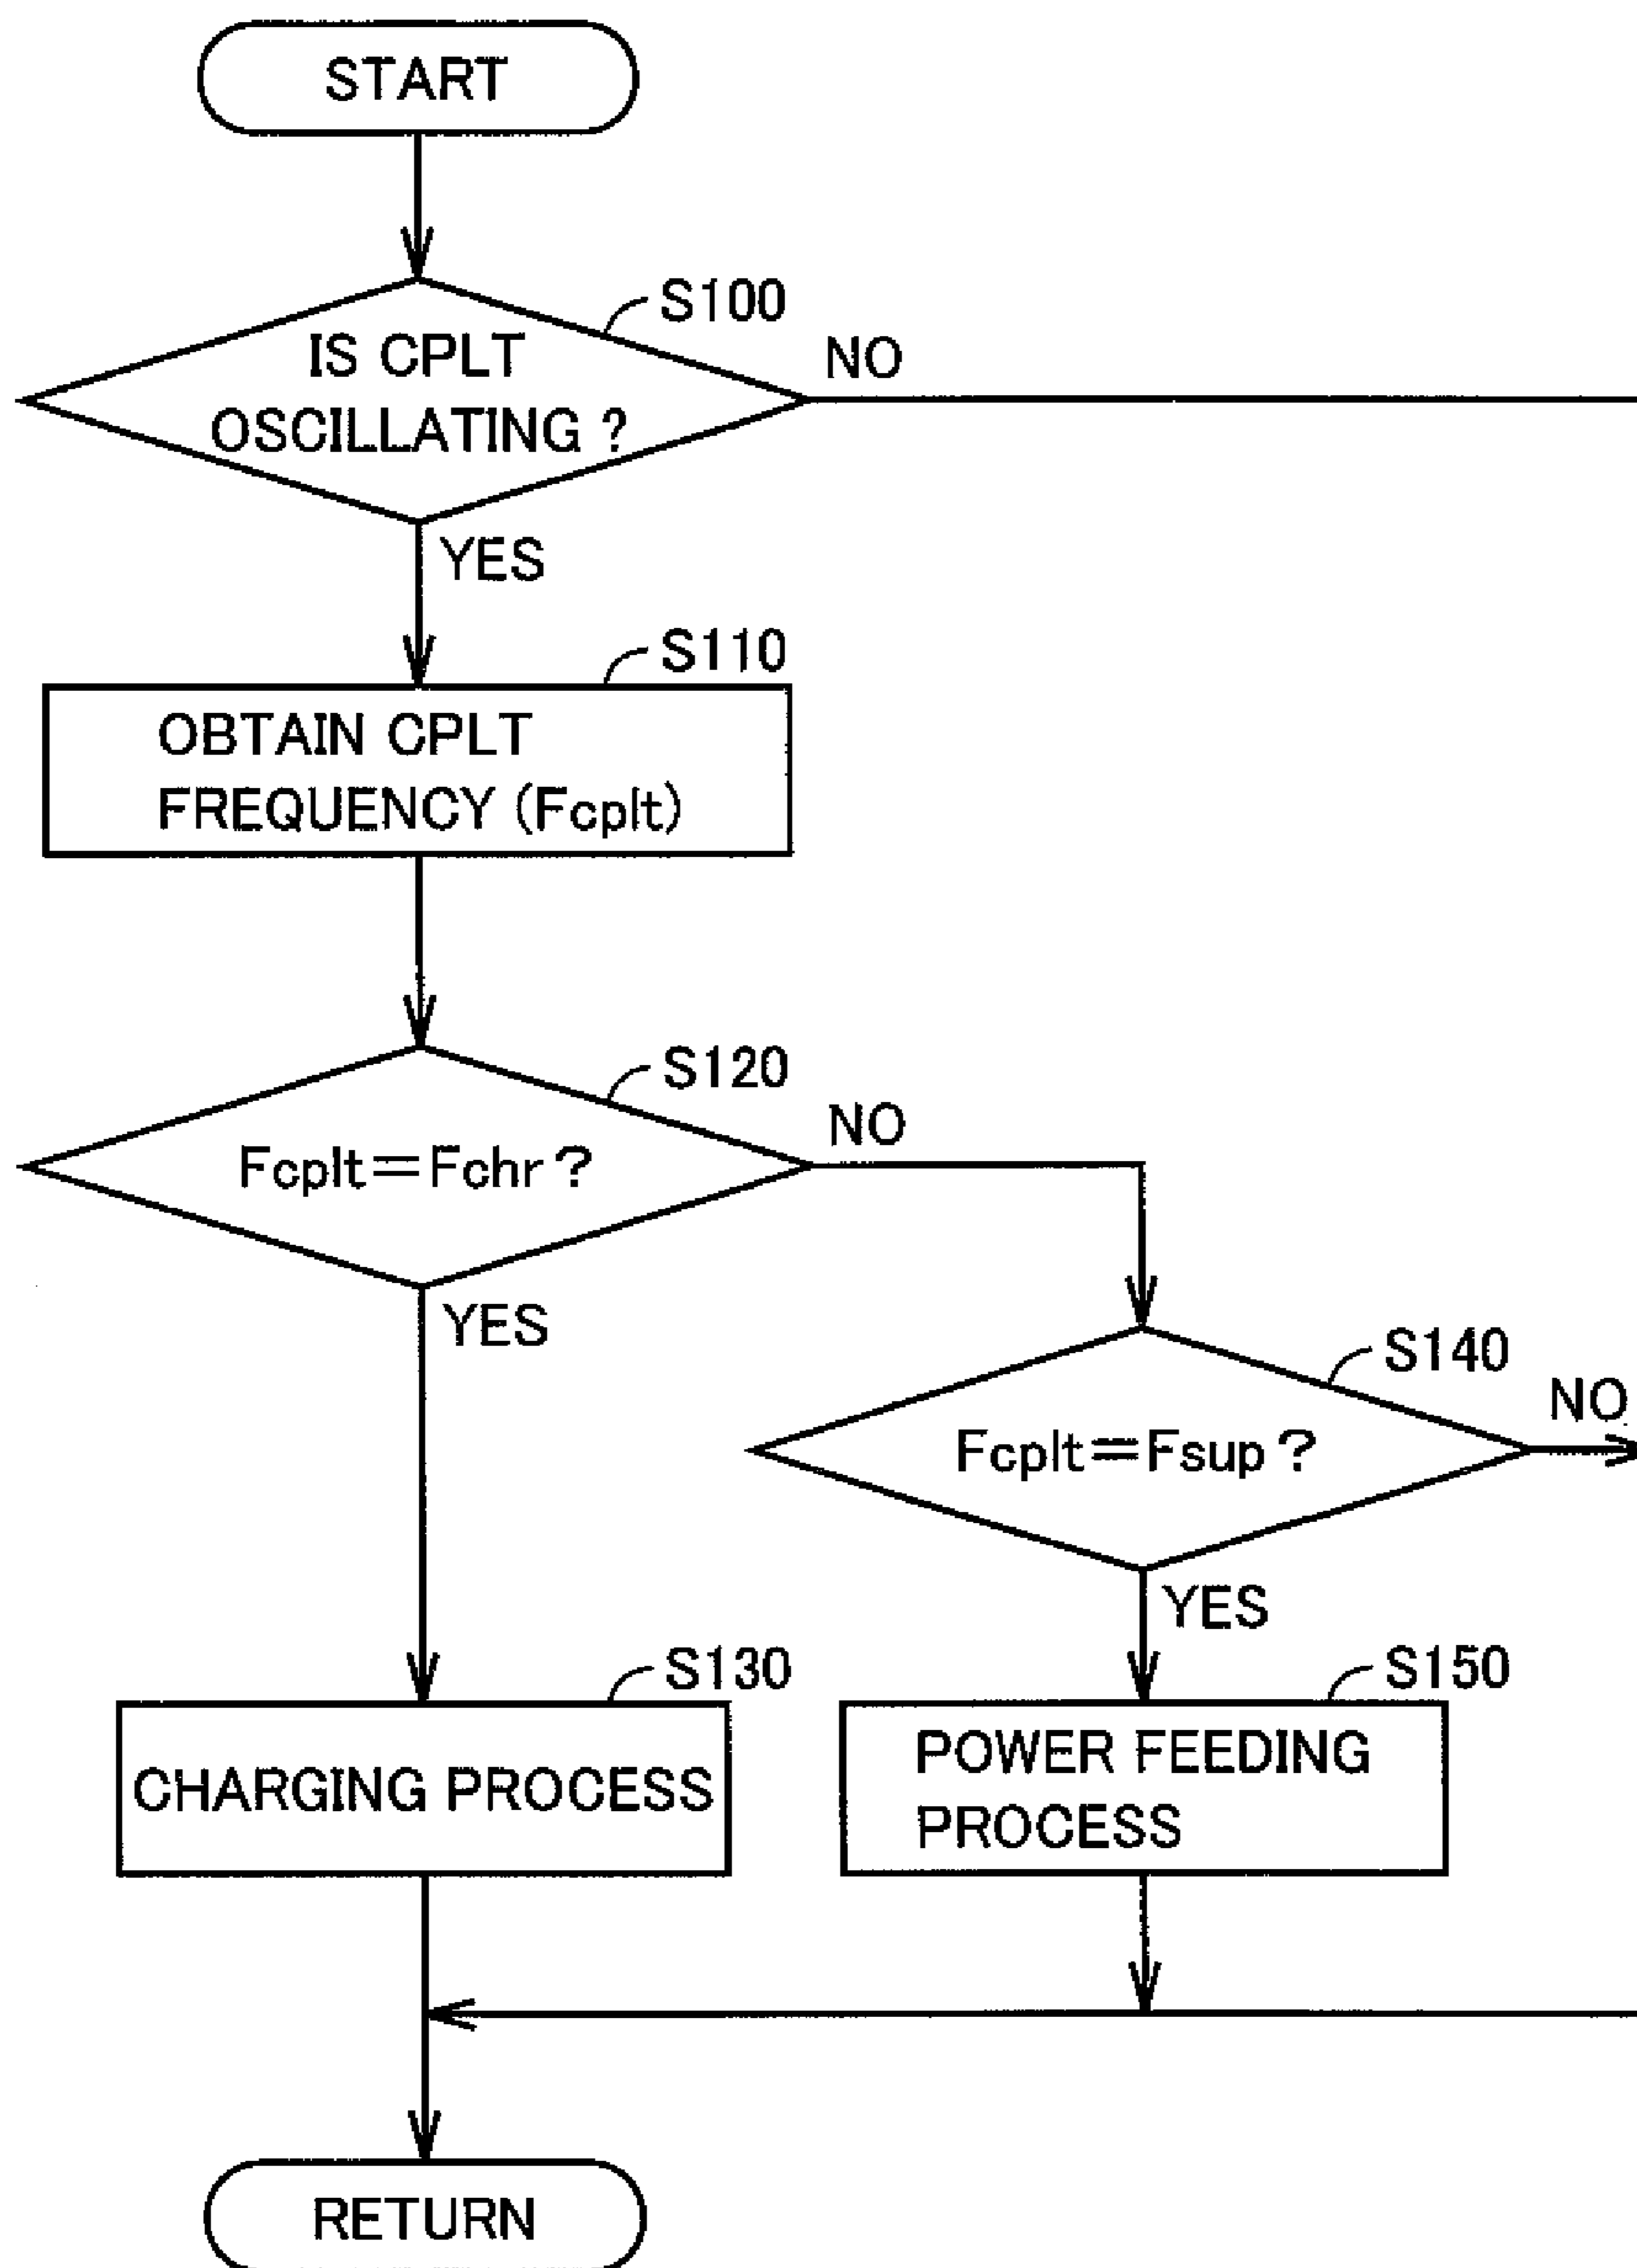 START
S100
IS CPLT
OSCILLATING ?
NO
YES
S110
OBTAIN CPLT
FREQUENCY (Fcplt)
S120
Fcplt=Fchr?
NO
YES
S140
Fcplt=Fsup?
NO
YES
S130
CHARGING PROCESS
S150
POWER FEEDING
PROCESS
RETURN